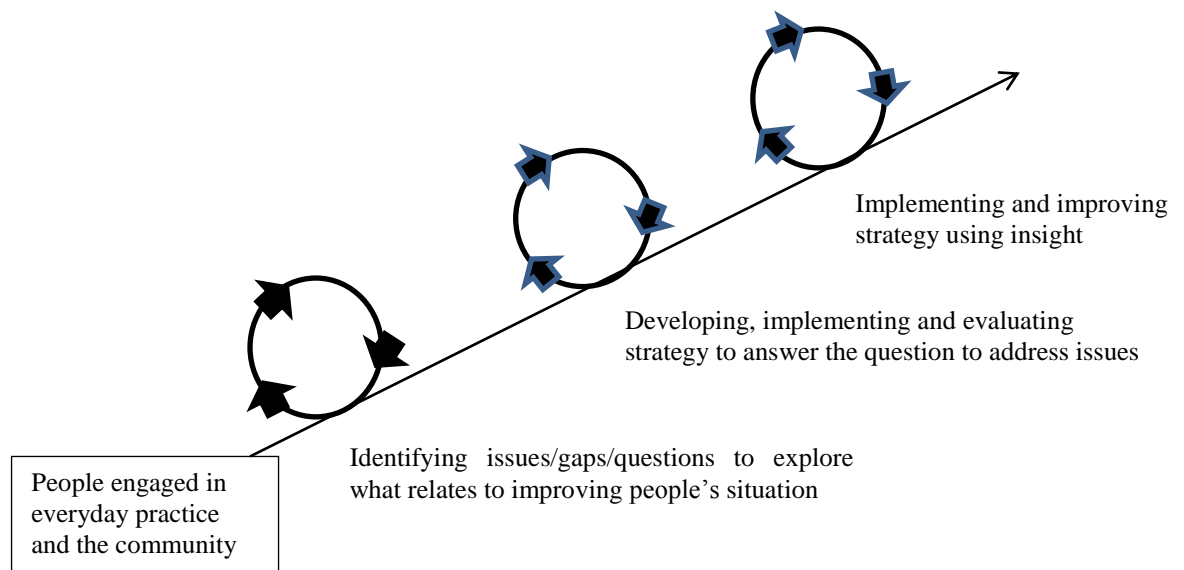 Implementing and improving
strategy using insight
Developing, implementing and evaluating
strategy to answer the question to address issues
Identifying issues/gaps/questions to explore
what relates to improving people’s situation
People engaged in
everyday practice
and the community